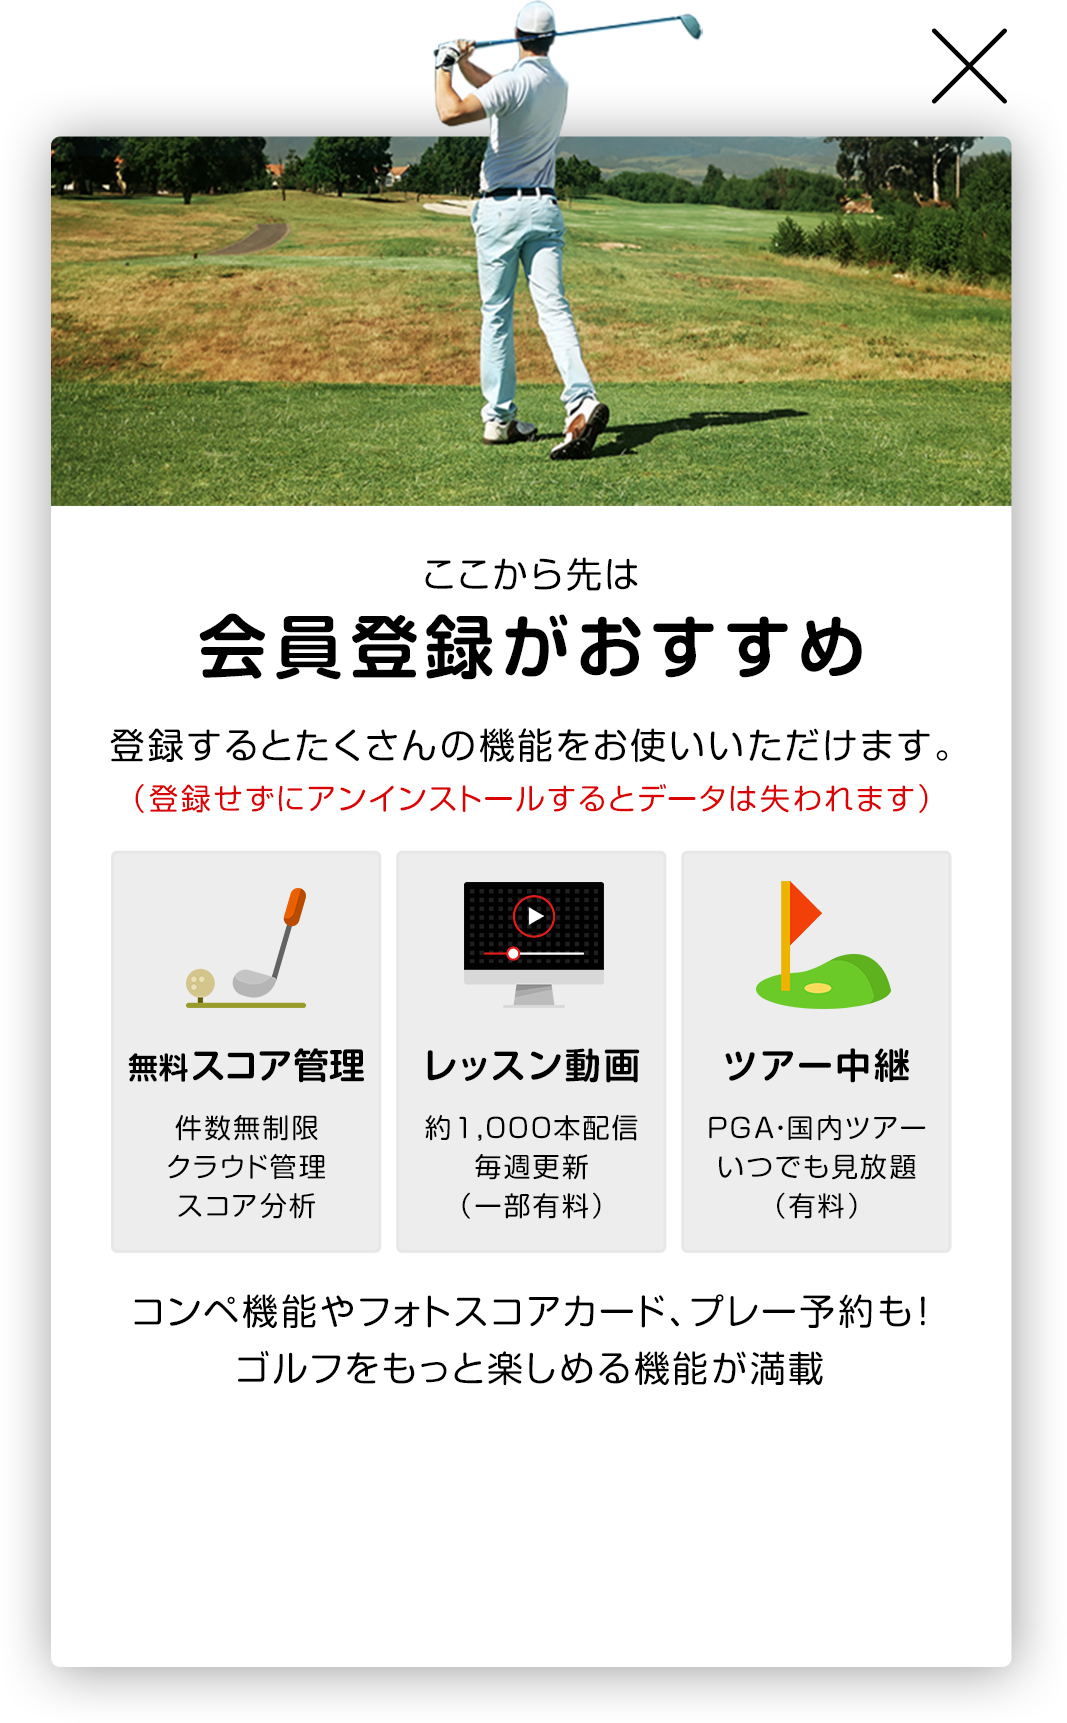 ここから先は
会員登録がおすすめ
登録するとたくさんの機能をお使いいただけます。
（登録せずにアンインストールするとデータは失われます）
無料スコア管理
件数無制限
クラウド管理
スコア分析
レッスン動画
約1,000本配信
毎週更新
（一部有料）
ツアー中継
PGA・国内ツアー
いつでも見放題
（有料）
コンペ機能やフォトスコアカード、プレー予約も！
ゴルフをもっと楽しめる機能が満載